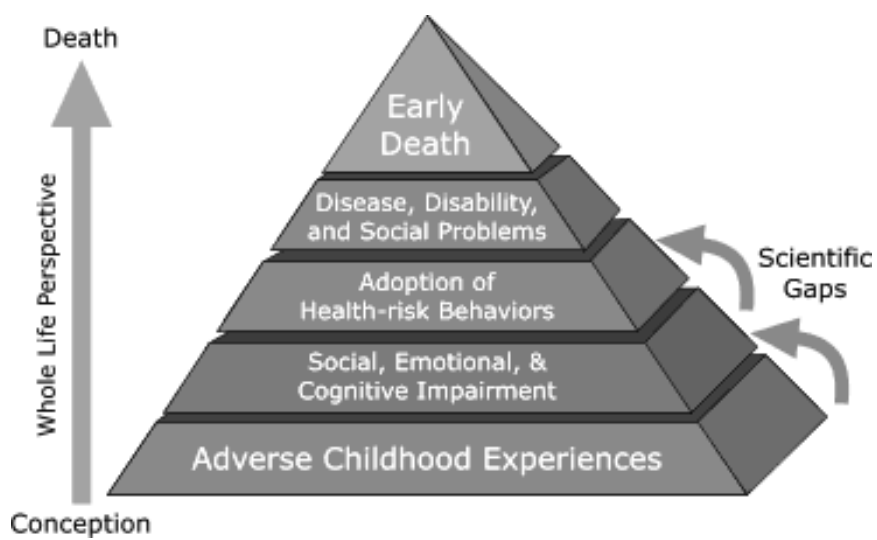 Death
Whole Life Perspective
Conception
Early
Death
Disease, Disability,
and Social Problems
Adoption of
Health-risk Behaviors
Social, Emotional, &
Cognitive Impairment
Adverse Childhood Experiences
Scientific
Gaps